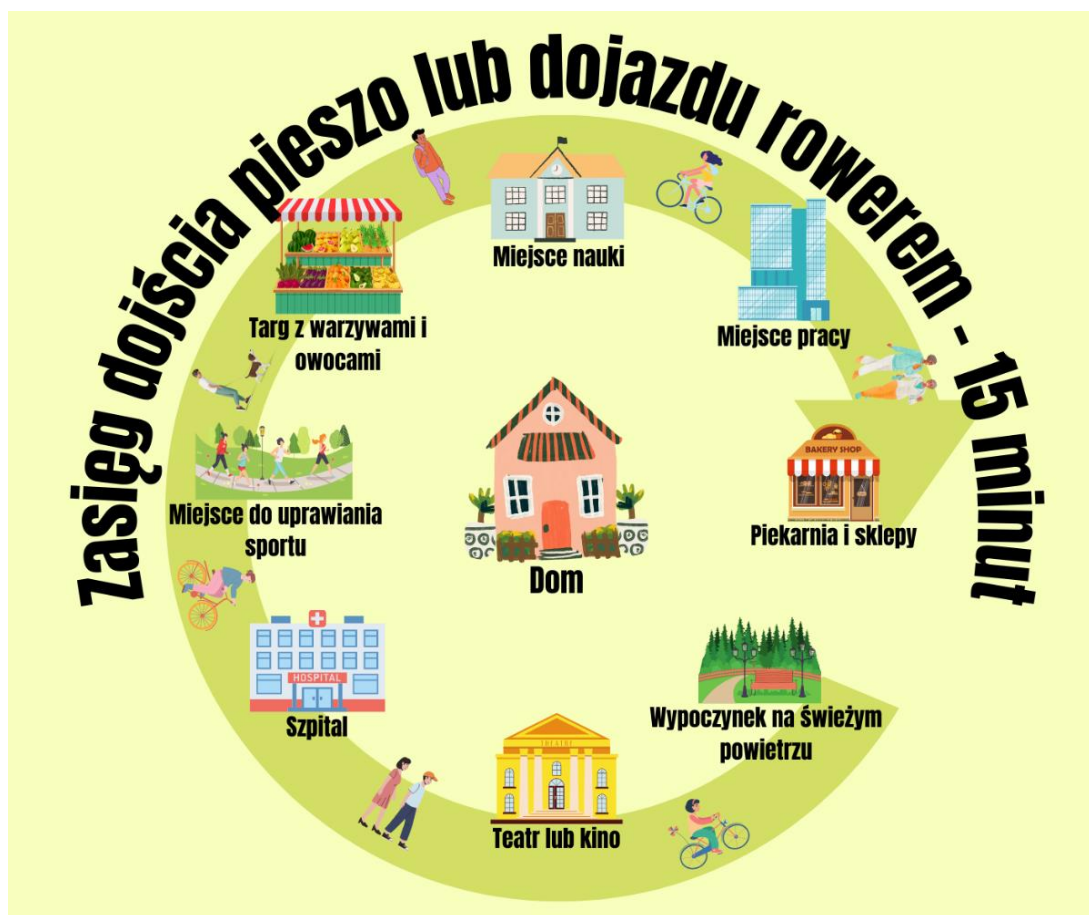 Zasięg dojścia pieszo lub dojazdu rowerem - 15 minut
Miejsce nauki
Targ z warzywami i
owocami
Miejsce pracy
BAKERY SHOP
Piekarnia i sklepy
Miejsce do uprawiania
sportu
Dom
HOSPITAL
Szpital
Wypoczynek na świeżym
powietrzu
THEATRE
Teatr lub kino